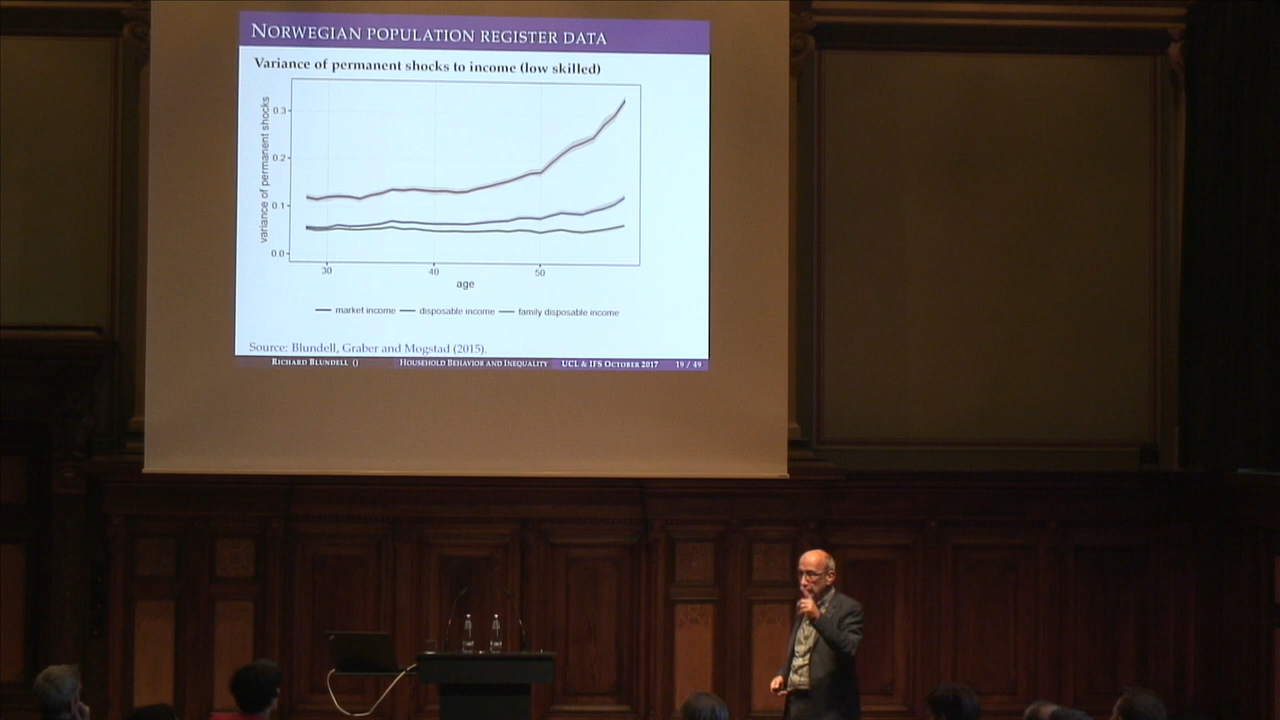 NORWEGIAN POPULATION REGISTER DATA
Variance of permanent shocks to income (low skilled)
variance of permanent shocks
0.3
0.2
0.1
0.0
30 40 50
age
market income disposable income family disposable income
Source: Blundell, Graber and Mogstad (2015).
RICHARD BLUNDELL () HOUSEHOLD BEHAVIOR AND INEQUALITY UCL & IFS OCTOBER 2017 19 / 49